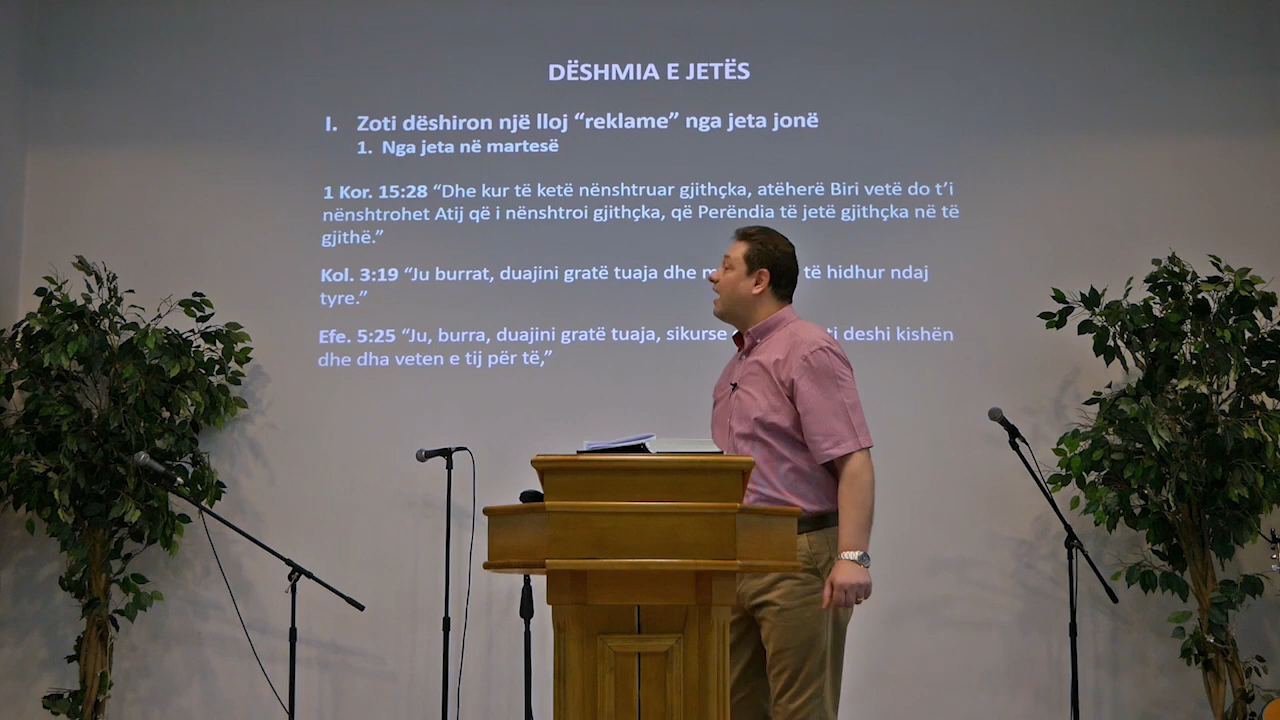 DËSHMIA E JETËS
I. Zoti dëshiron një lloj “reklame” nga jeta jonë
1. Nga jeta në martesë
1 Kor. 15:28 “Dhe kur të ketë nënshtruar gjithçka, atëherë Biri vetë do t’i
nënshtrohet Atij që i nënshtroi gjithçka, që Perëndia të jetë gjithçka në të
gjithë.”
Kol. 3:19 “Ju burrat, duajini gratë tuaja dhe të hidhur ndaj
tyre.”
Efe. 5:25 “Ju, burra, duajini gratë tuaja, sikurse deshi kishën
dhe dha veten e tij për të,”